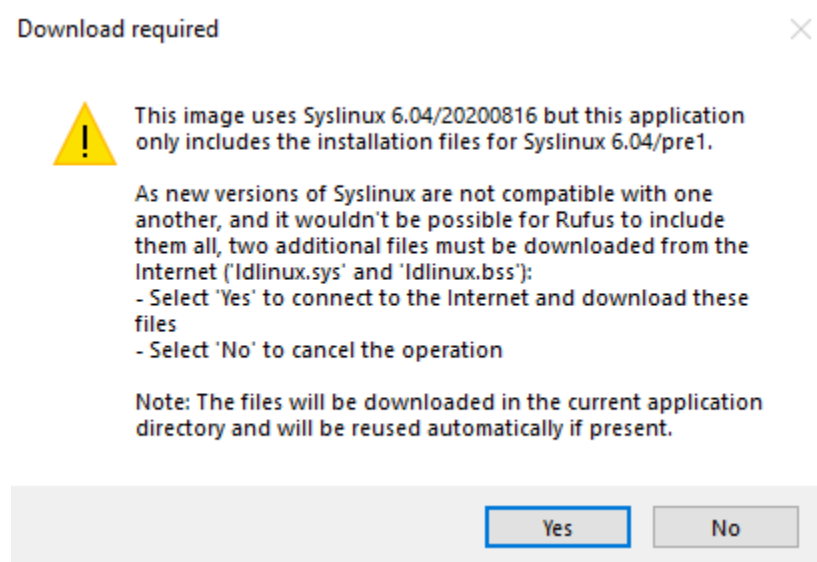 Download required
This image uses Syslinux 6.04/20200816 but this application
only includes the installation files for Syslinux 6.04/pre1.
As new versions of Syslinux are not compatible with one
another, and it wouldn't be possible for Rufus to include
them all, two additional files must be downloaded from the
Internet ('ldlinux.sys' and 'ldlinux.bss'):
- Select 'Yes' to connect to the Internet and download these
files
- Select 'No' to cancel the operation
Note: The files will be downloaded in the current application
directory and will be reused automatically if present.
Yes No